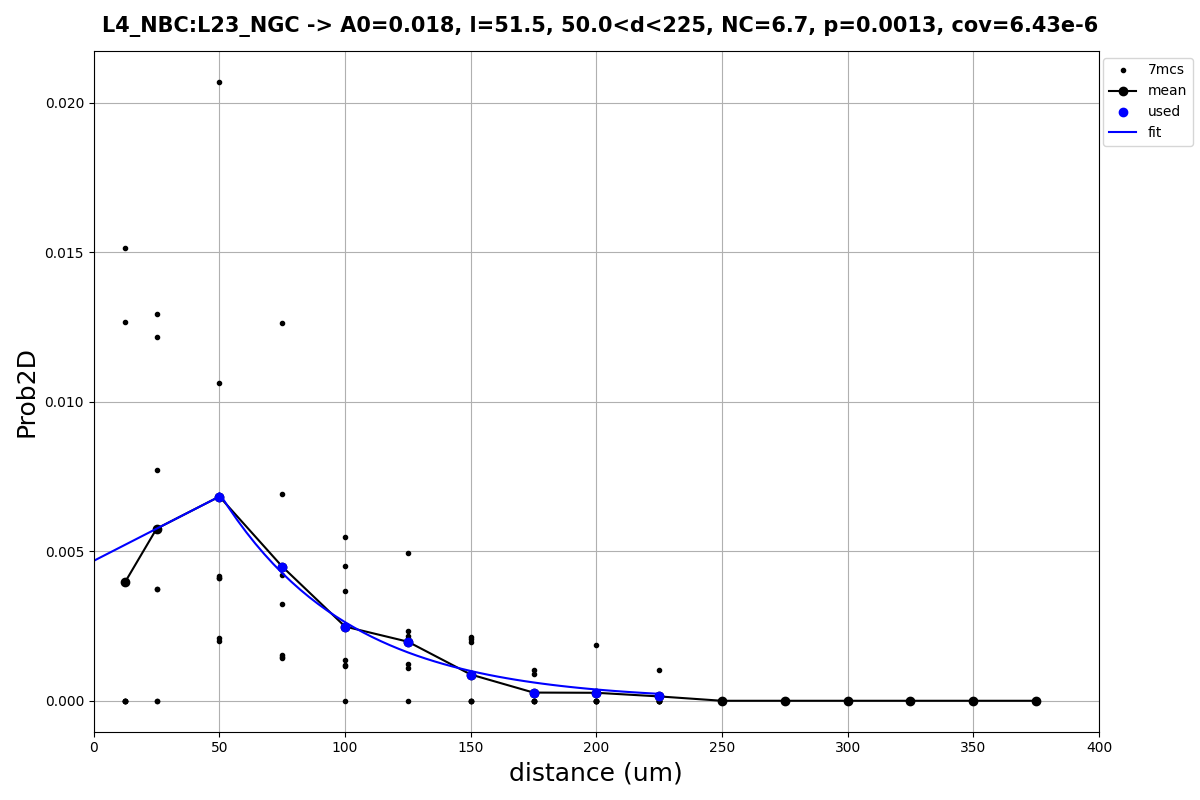 L4_NBC:L23_NGC -> A0=0.018, l=51.5, 50.0<d<225, NC=6.7, p=0.0013, cov=6.43e-6
7mcs
mean
used
fit
0.020
0.015
0.010
0.005
0.000
Prob2D
0
50
100
150
200
250
300
350
400
distance (um)